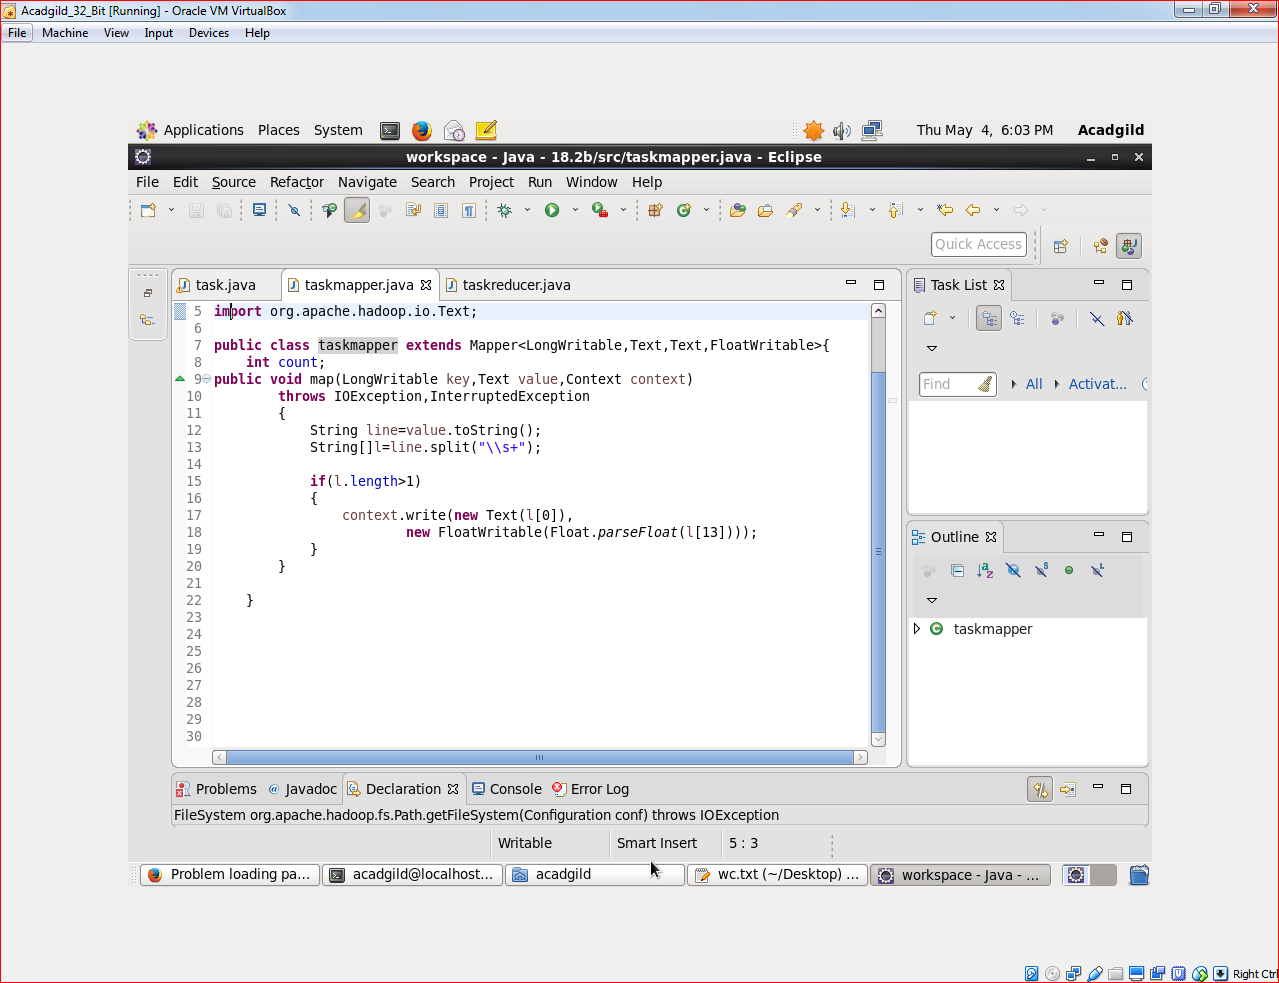 Acadgild_32_Bit [Running] - Oracle VM VirtualBox
File Machine View Input Devices Help
Applications Places System Thu May 4, 6:03 PM Acadgild
workspace - Java - 18.2b/src/taskmapper.java - Eclipse
File Edit Source Refactor Navigate Search Project Run Window Help
Quick Access
task.java taskmapper.java taskreducer.java
5 import org.apache.hadoop.io.Text;
6
7 public class taskmapper extends Mapper<LongWritable,Text,Text,FloatWritable>{
8 int count;
9 public void map(LongWritable key,Text value,Context context)
10 throws IOException,InterruptedException
11 {
12 String line=value.toString();
13 String[]l=line.split("\\s+");
14
15 if(l.length>1)
16 {
17 context.write(new Text(l[0]),
18 new FloatWritable(Float.parseFloat(l[13])));
19 }
20 }
21
22 }
23
24
25
26
27
28
29
30
Task List
Find All Activat...
Outline
taskmapper
Problems Javadoc Declaration Console Error Log
FileSystem org.apache.hadoop.fs.Path.getFileSystem(Configuration conf) throws IOException
Writable Smart Insert 5 : 3
Problem loading pa... acadgild@localhost... acadgild wc.txt (~/Desktop) ... workspace - Java - ...
Right Ctrl